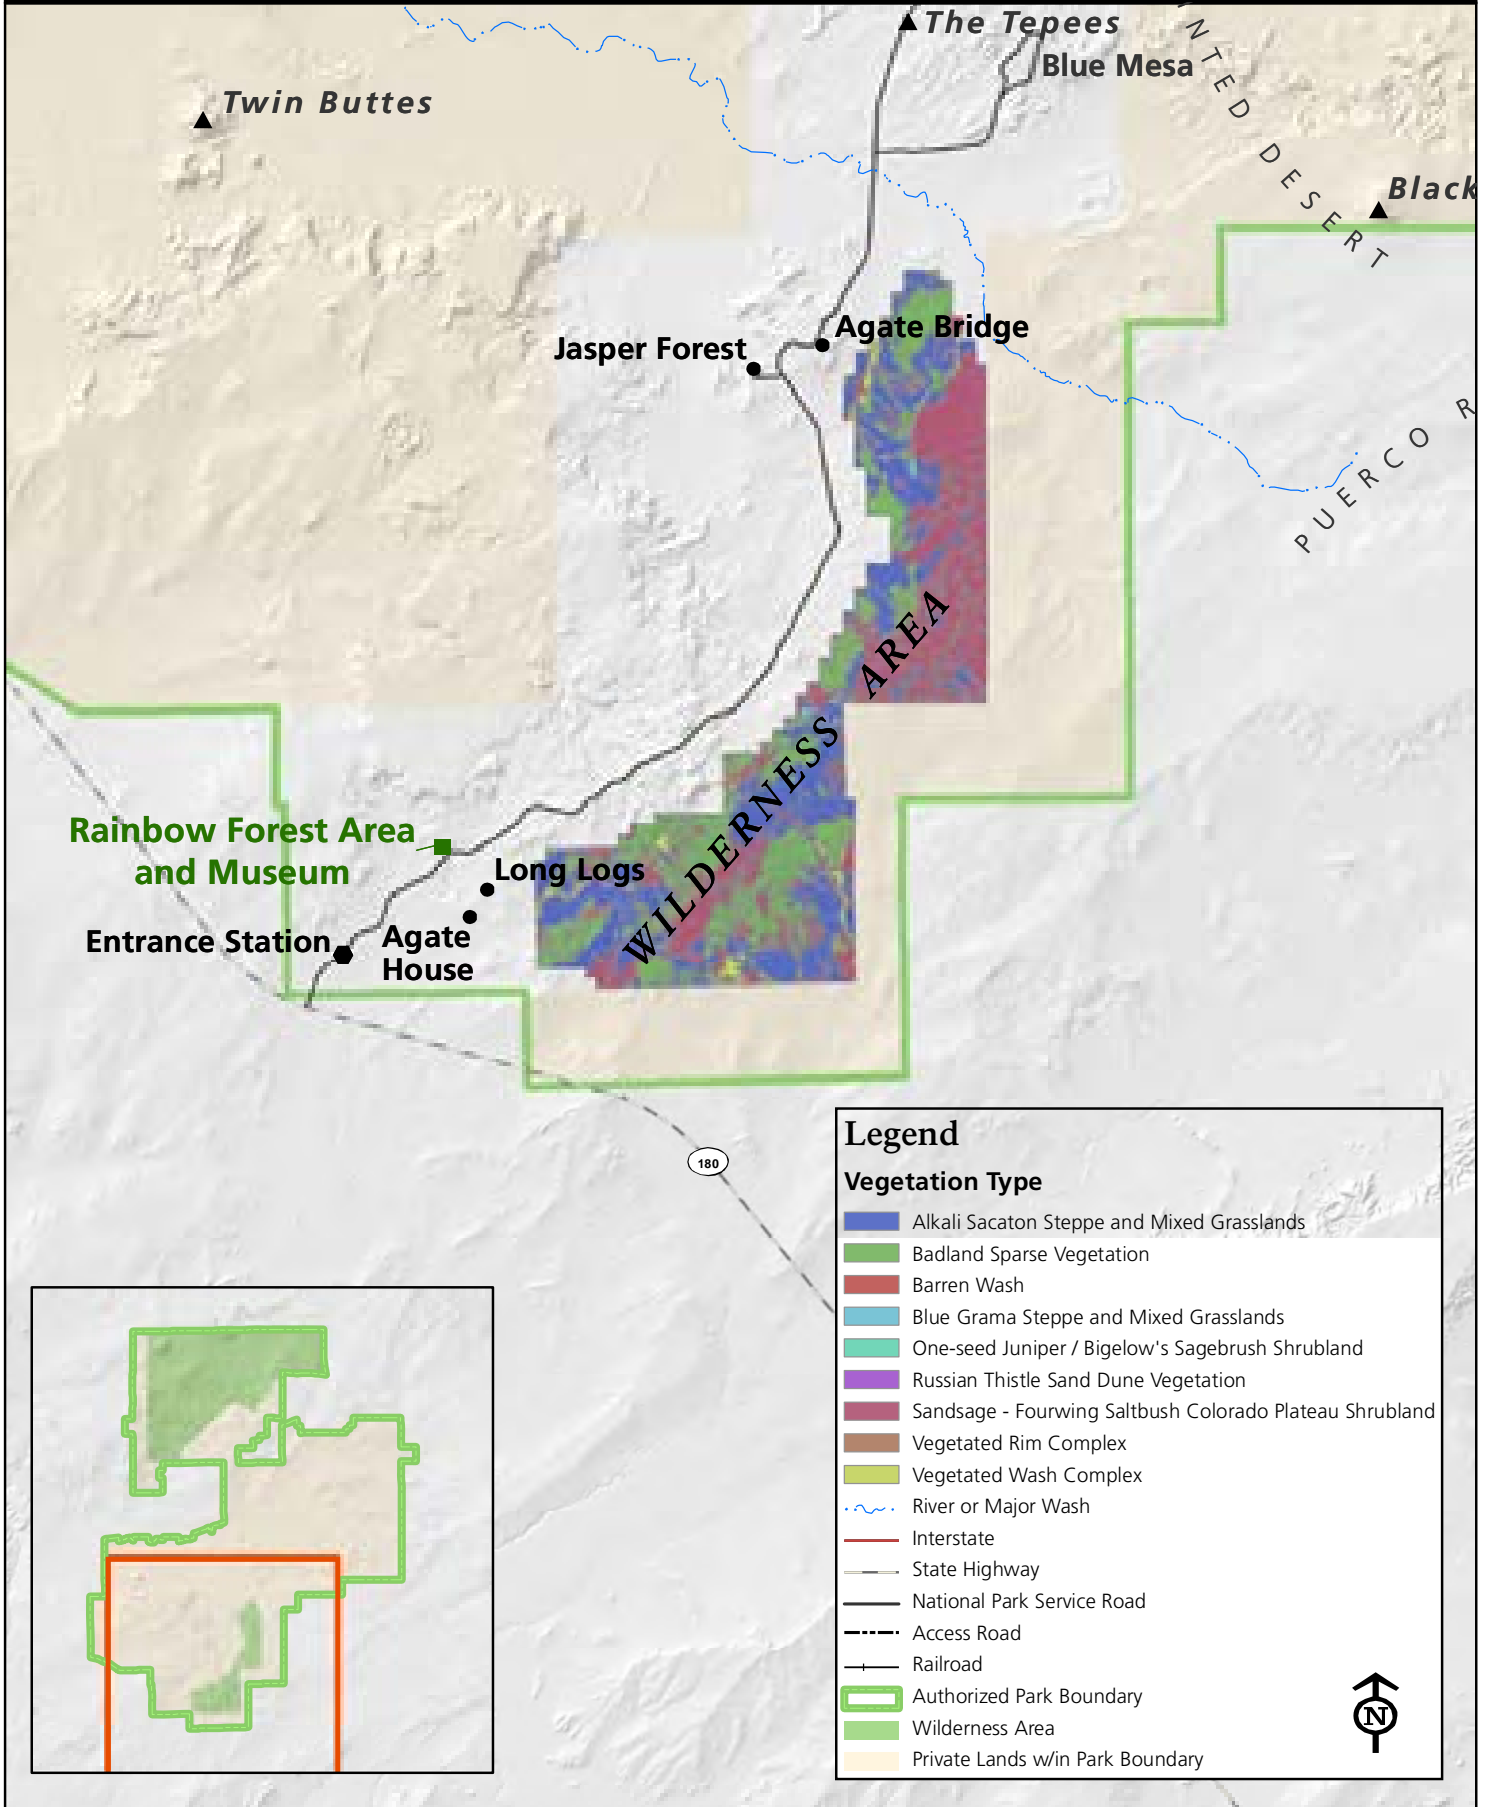 The Tepees
Blue Mesa
NTED DESERT
Twin Buttes
Black
Agate Bridge
Jasper Forest
PUERCO R
WILDERNESS AREA
Rainbow Forest Area
and Museum
Long Logs
Entrance Station
Agate
House
180
Legend
Vegetation Type
Alkali Sacaton Steppe and Mixed Grasslands
Badland Sparse Vegetation
Barren Wash
Blue Grama Steppe and Mixed Grasslands
One-seed Juniper / Bigelow's Sagebrush Shrubland
Russian Thistle Sand Dune Vegetation
Sandsage - Fourwing Saltbush Colorado Plateau Shrubland
Vegetated Rim Complex
Vegetated Wash Complex
River or Major Wash
Interstate
State Highway
National Park Service Road
Access Road
Railroad
Authorized Park Boundary
Wilderness Area
Private Lands w/in Park Boundary
N